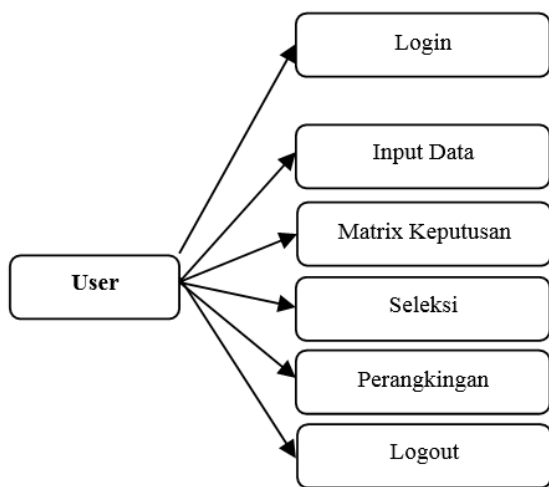 Login
Input Data
Matrix Keputusan
User
Seleksi
Perangkingan
Logout